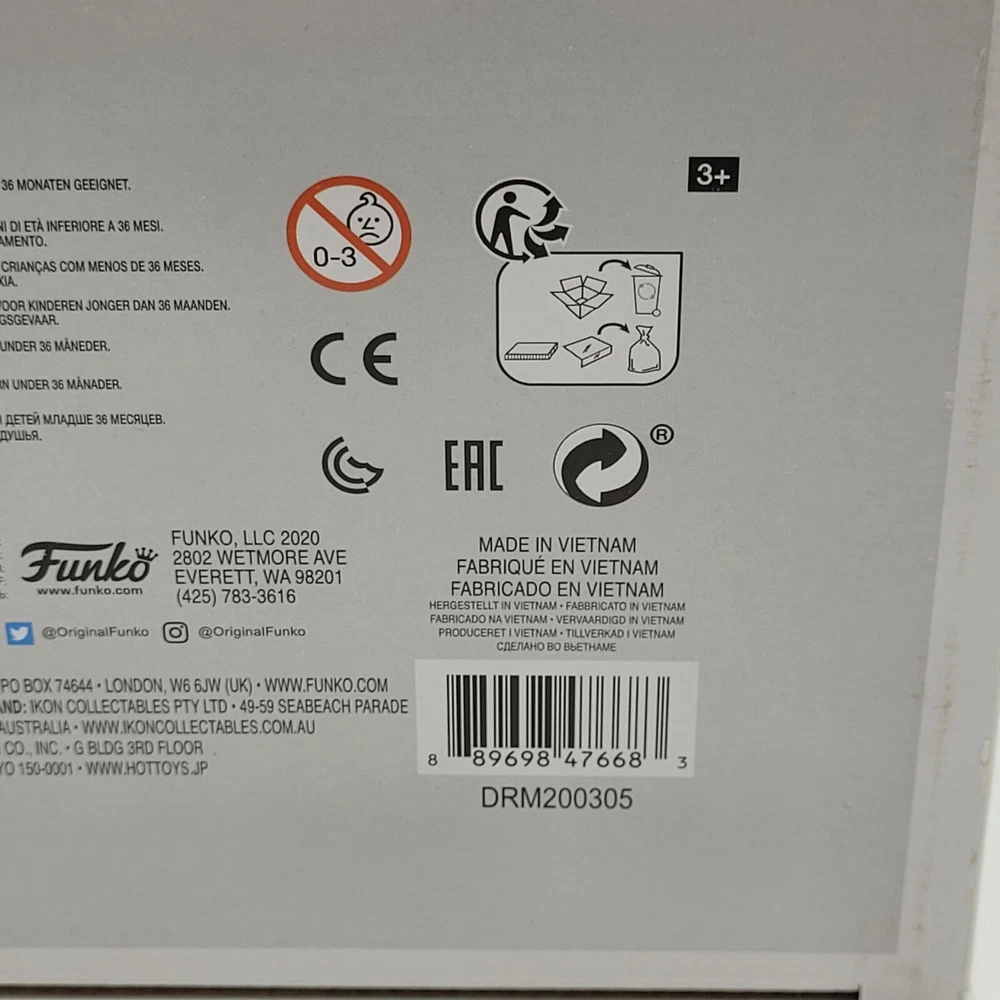 3+
36 MONATEN GEEIGNET.
NI DI ETÀ INFERIORE A 36 MESI.
AMENTO.
CRIANÇAS COM MENOS DE 36 MESES.
XIA.
VOOR KINDEREN JONGER DAN 36 MAANDEN.
GSGEVAAR.
UNDER 36 MÅNEDER.
RN UNDER 36 MÅNADER.
ДЕТЕЙ МЛАДШЕ 36 МЕСЯЦЕВ.
ДУШЬЯ.
0-3
CE
EAC
®
Funko
www.funko.com
FUNKO, LLC 2020
2802 WETMORE AVE
EVERETT, WA 98201
(425) 783-3616
@OriginalFunko @OriginalFunko
MADE IN VIETNAM
FABRIQUÉ EN VIETNAM
FABRICADO EN VIETNAM
HERGESTELLT IN VIETNAM • FABBRICATO IN VIETNAM
FABRICADO NA VIETNAM • VERVAARDIGD IN VIETNAM
PRODUCERET I VIETNAM • TILLVERKAD I VIETNAM
СДЕЛАНО ВО ВЬЕТНАМЕ
PO BOX 74644 • LONDON, W6 6JW (UK) • WWW.FUNKO.COM
AND: IKON COLLECTABLES PTY LTD • 49-59 SEABEACH PARADE
AUSTRALIA • WWW.IKONCOLLECTABLES.COM.AU
CO., INC. • G BLDG 3RD FLOOR
YO 150-0001 • WWW.HOTTOYS.JP
8 89698 47668 3
DRM200305